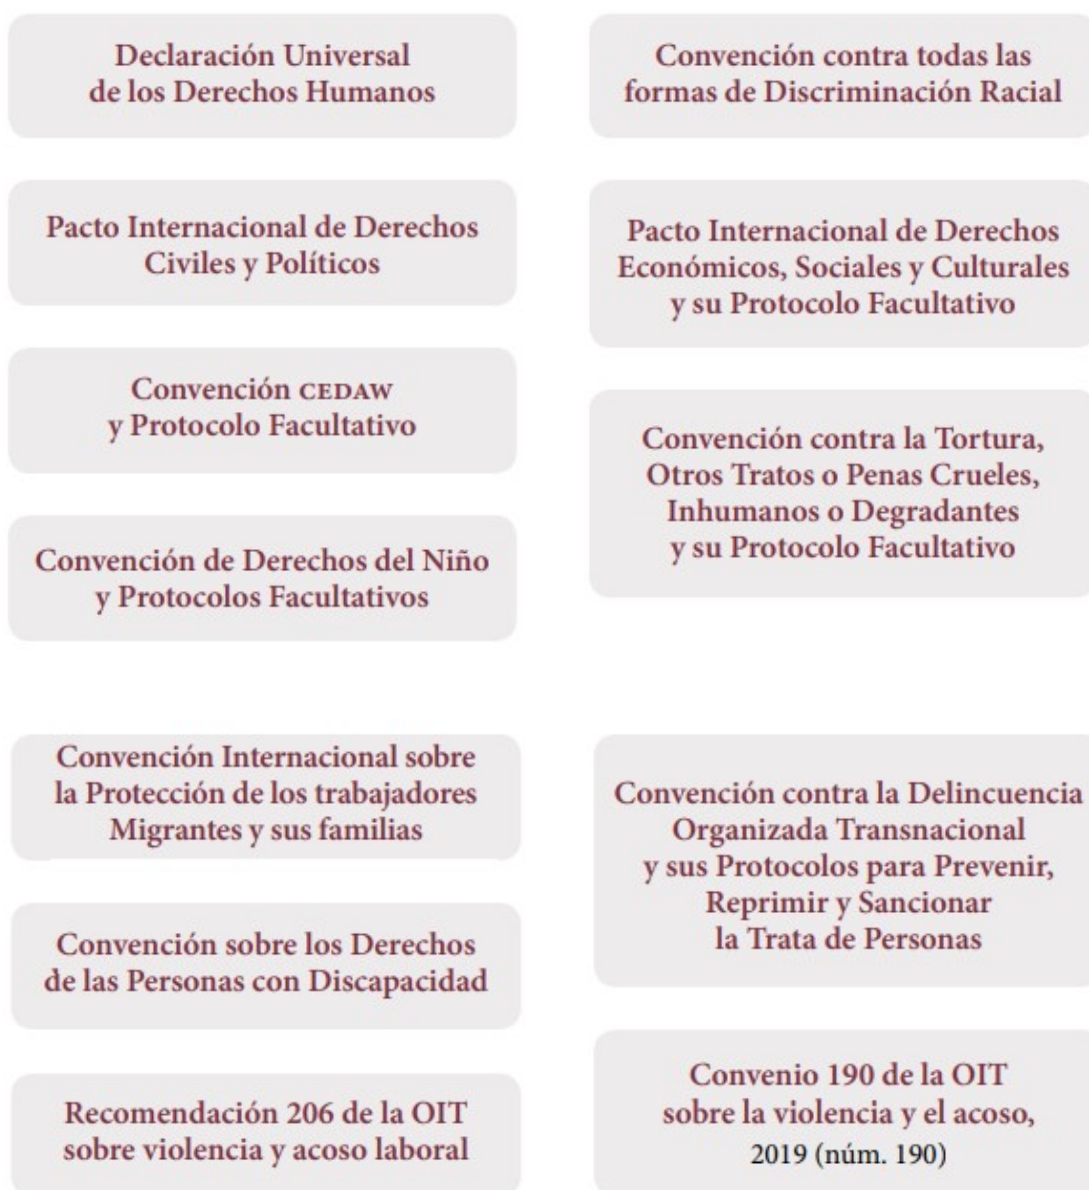 Declaración Universal
de los Derechos Humanos
Convención contra todas las
formas de Discriminación Racial
Pacto Internacional de Derechos
Civiles y Políticos
Pacto Internacional de Derechos
Económicos, Sociales y Culturales
y su Protocolo Facultativo
Convención CEDAW
y Protocolo Facultativo
Convención contra la Tortura,
Otros Tratos o Penas Crueles,
Inhumanos o Degradantes
y su Protocolo Facultativo
Convención de Derechos del Niño
y Protocolos Facultativos
Convención Internacional sobre
la Protección de los trabajadores
Migrantes y sus familias
Convención contra la Delincuencia
Organizada Transnacional
y sus Protocolos para Prevenir,
Reprimir y Sancionar
la Trata de Personas
Convención sobre los Derechos
de las Personas con Discapacidad
Recomendación 206 de la OIT
sobre violencia y acoso laboral
Convenio 190 de la OIT
sobre la violencia y el acoso,
2019 (núm. 190)